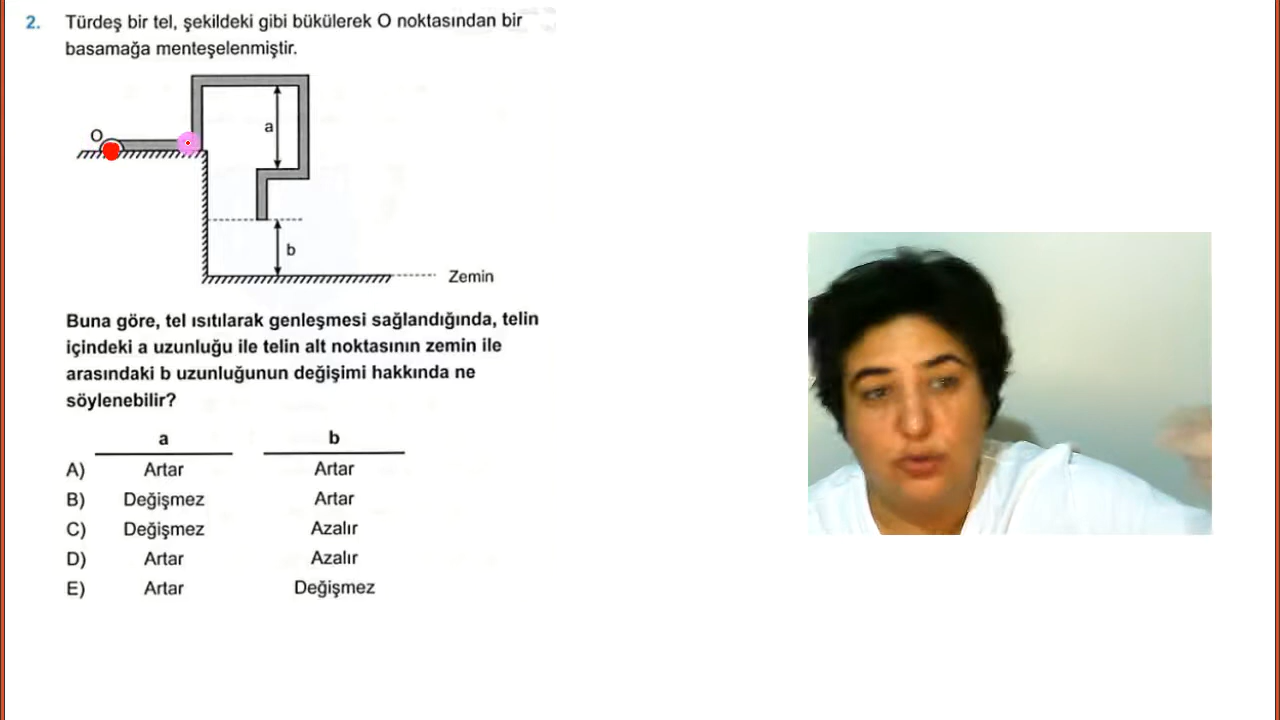 2. Türdeş bir tel, şekildeki gibi bükülerek O noktasından bir
basamağa menteşelenmiştir.
O
a
b
Zemin
Buna göre, tel ısıtılarak genleşmesi sağlandığında, telin
içindeki a uzunluğu ile telin alt noktasının zemin ile
arasındaki b uzunluğunun değişimi hakkında ne
söylenebilir?
a b
A) Artar Artar
B) Değişmez Artar
C) Değişmez Azalır
D) Artar Azalır
E) Artar Değişmez